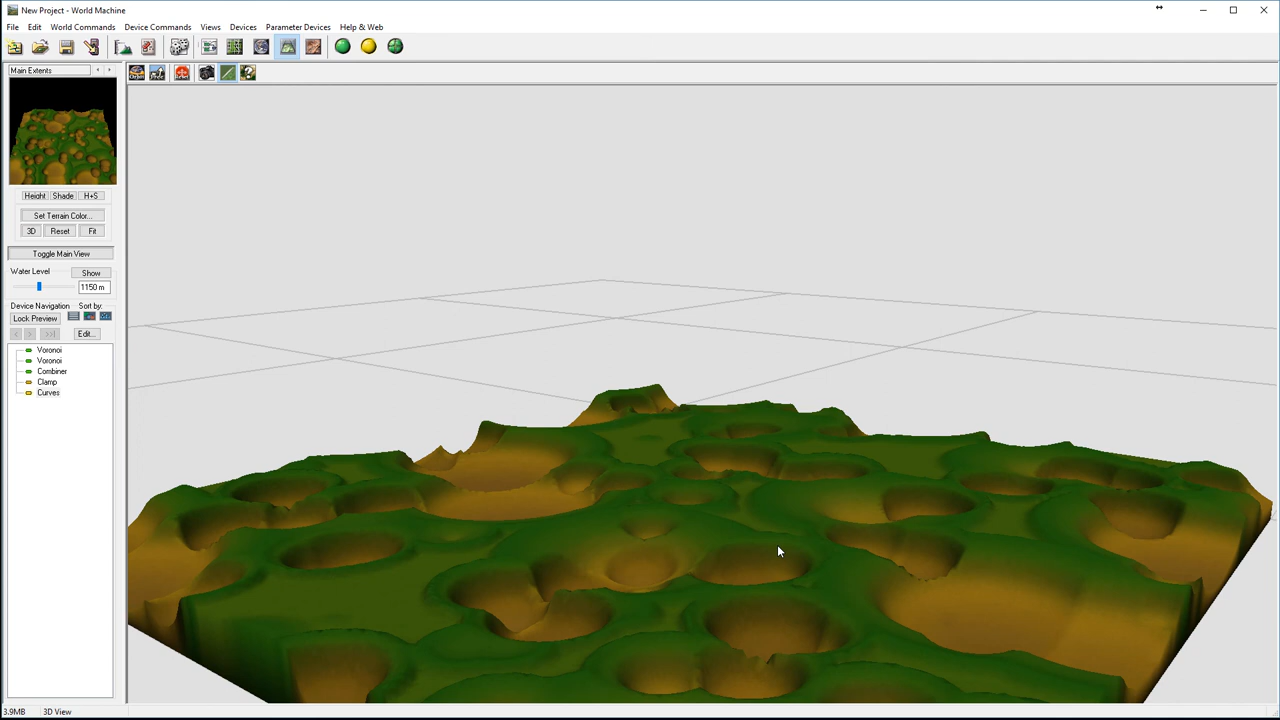 New Project - World Machine
File Edit World Commands Device Commands Views Devices Parameter Devices Help & Web
Main Extents
Height Shade H+S
Set Terrain Color...
3D Reset Fit
Toggle Main View
Water Level Show
1150 m
Device Navigation Sort by:
Lock Preview
Edit...
Voronoi
Voronoi
Combiner
Clamp
Curves
3.9MB 3D View